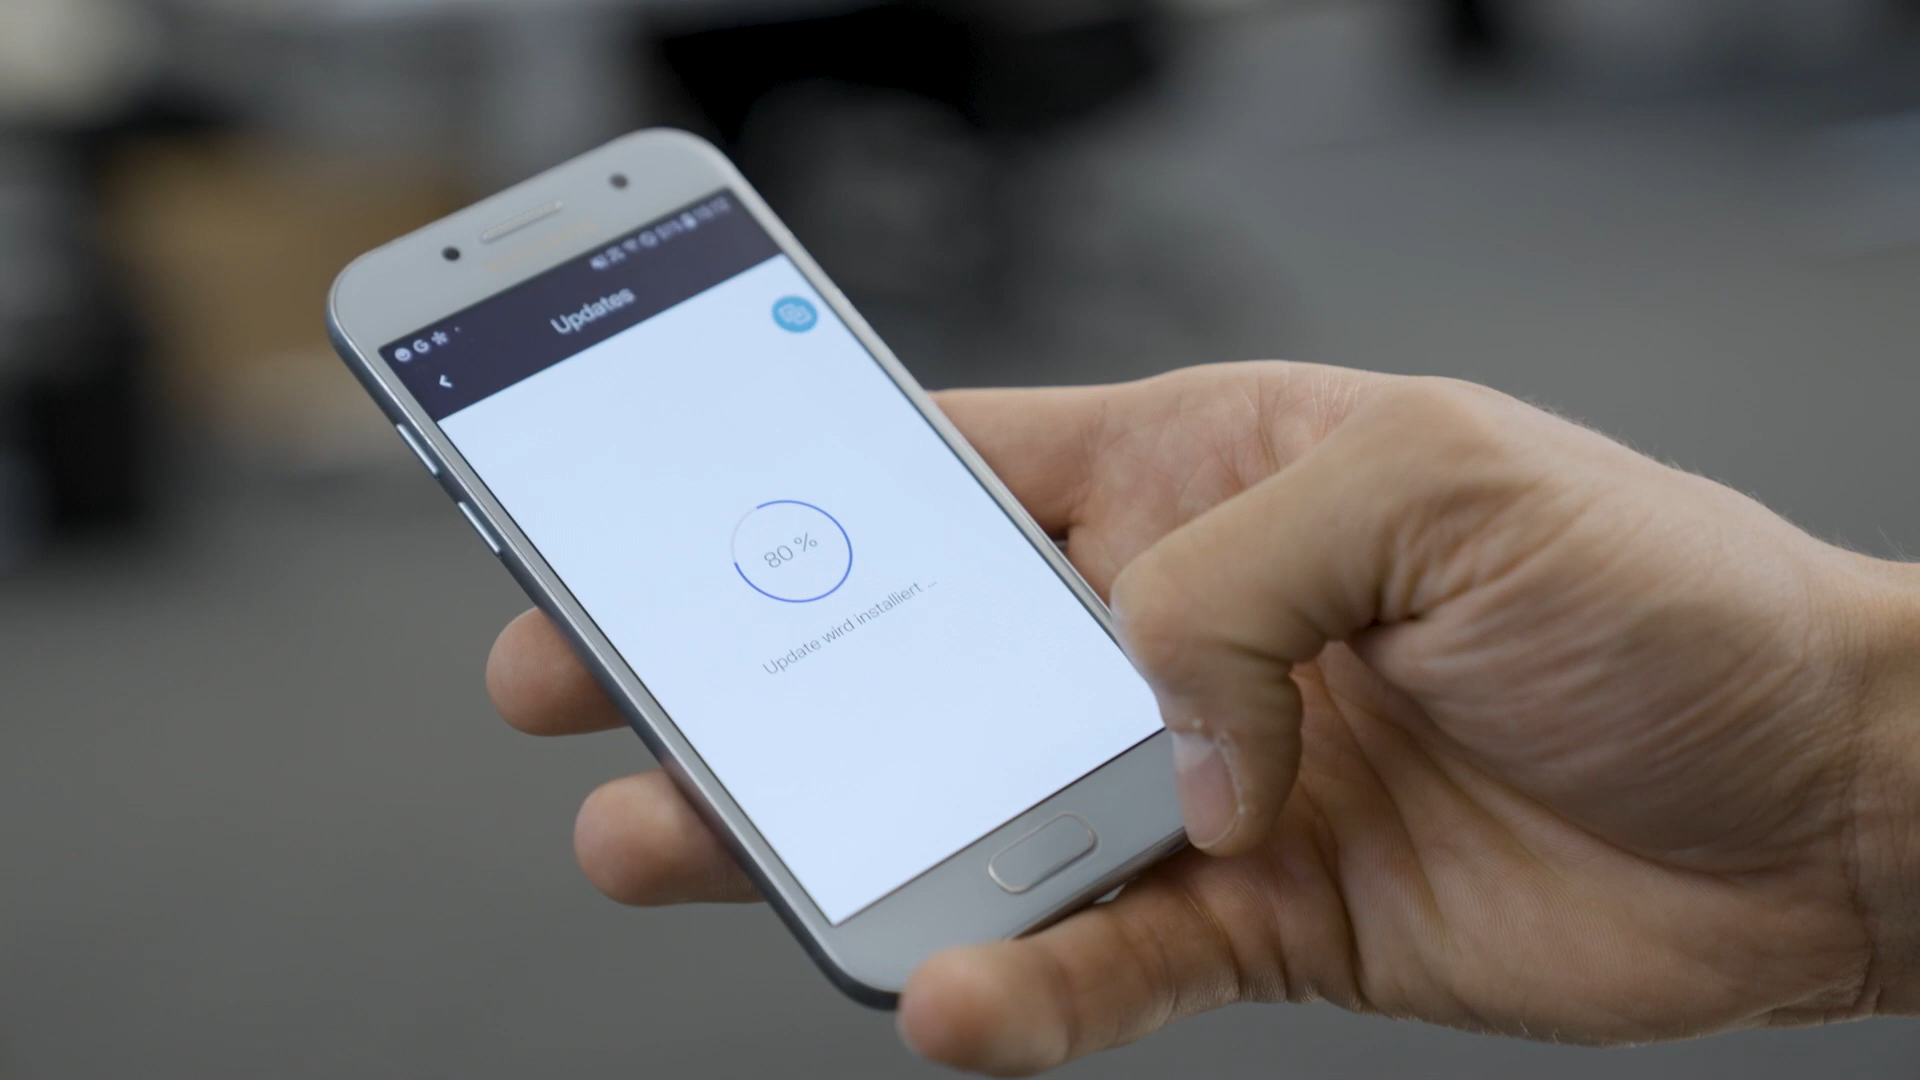 G
Updates
80 %
Update wird installiert ...